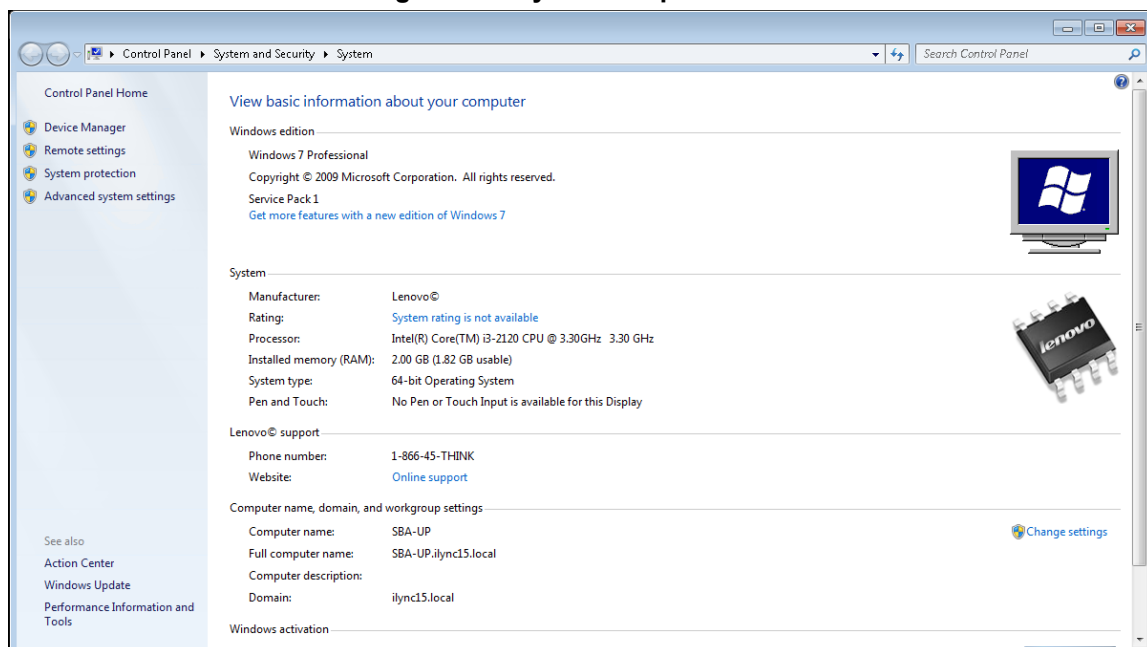 Control Panel ▸ System and Security ▸ System
Search Control Panel
Control Panel Home
Device Manager
Remote settings
System protection
Advanced system settings
View basic information about your computer
Windows edition
Windows 7 Professional
Copyright © 2009 Microsoft Corporation. All rights reserved.
Service Pack 1
Get more features with a new edition of Windows 7
System
Manufacturer: Lenovo©
Rating: System rating is not available
Processor: Intel(R) Core(TM) i3-2120 CPU @ 3.30GHz 3.30 GHz
Installed memory (RAM): 2.00 GB (1.82 GB usable)
System type: 64-bit Operating System
Pen and Touch: No Pen or Touch Input is available for this Display
lenovo
Lenovo© support
Phone number: 1-866-45-THINK
Website: Online support
Computer name, domain, and workgroup settings
Computer name: SBA-UP
Change settings
Full computer name: SBA-UP.ilync15.local
Computer description:
Domain: ilync15.local
Windows activation
See also
Action Center
Windows Update
Performance Information and
Tools